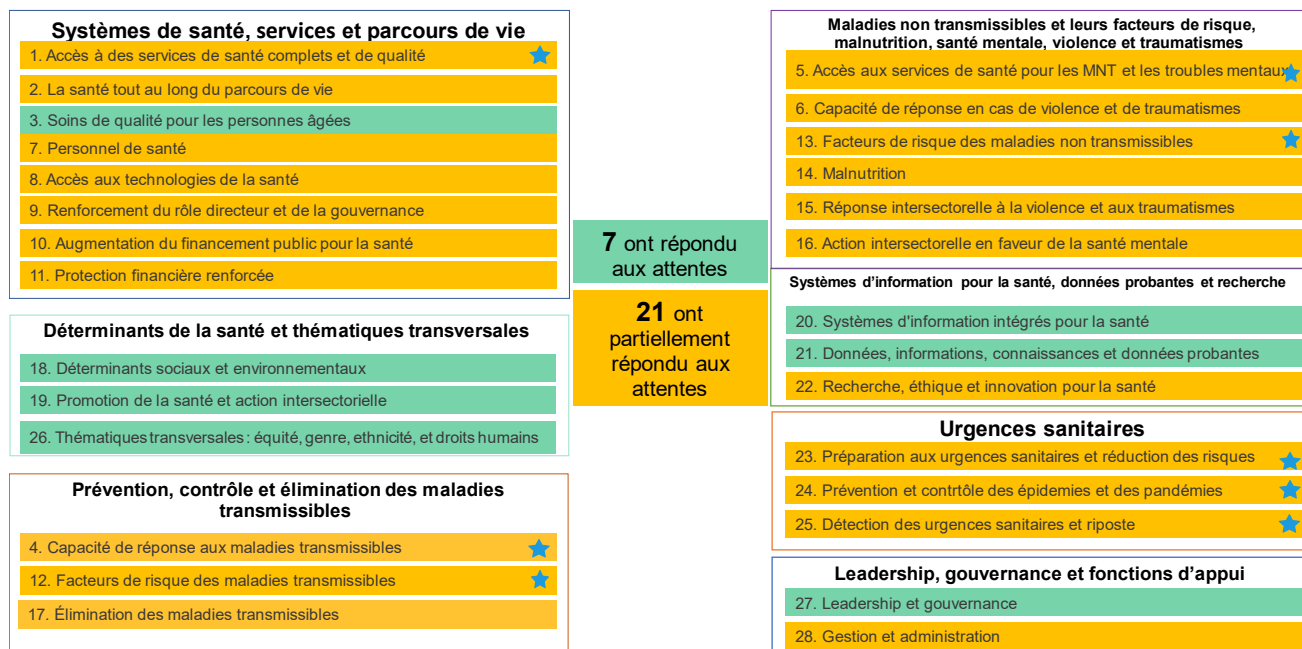 Systèmes de santé, services et parcours de vie
1. Accès à des services de santé complets et de qualité
2. La santé tout au long du parcours de vie
3. Soins de qualité pour les personnes âgées
7. Personnel de santé
8. Accès aux technologies de la santé
9. Renforcement du rôle directeur et de la gouvernance
10. Augmentation du financement public pour la santé
11. Protection financière renforcée
Déterminants de la santé et thématiques transversales
18. Déterminants sociaux et environnementaux
19. Promotion de la santé et action intersectorielle
26. Thématiques transversales : équité, genre, ethnicité, et droits humains
Prévention, contrôle et élimination des maladies
transmissibles
4. Capacité de réponse aux maladies transmissibles
12. Facteurs de risque des maladies transmissibles
17. Élimination des maladies transmissibles
7 ont répondu
aux attentes
21 ont
partiellement
répondu aux
attentes
Maladies non transmissibles et leurs facteurs de risque,
malnutrition, santé mentale, violence et traumatismes
5. Accès aux services de santé pour les MNT et les troubles mentaux
6. Capacité de réponse en cas de violence et de traumatismes
13. Facteurs de risque des maladies non transmissibles
14. Malnutrition
15. Réponse intersectorelle à la violence et aux traumatismes
16. Action intersectorelle en faveur de la santé mentale
Systèmes d'information pour la santé, données probantes et recherche
20. Systèmes d'information intégrés pour la santé
21. Données, informations, connaissances et données probantes
22. Recherche, éthique et innovation pour la santé
Urgences sanitaires
23. Préparation aux urgences sanitaires et réduction des risques
24. Prévention et contrtôle des épidemies et des pandémies
25. Détection des urgences sanitaires et riposte
Leadership, gouvernance et fonctions d'appui
27. Leadership et gouvernance
28. Gestion et administration